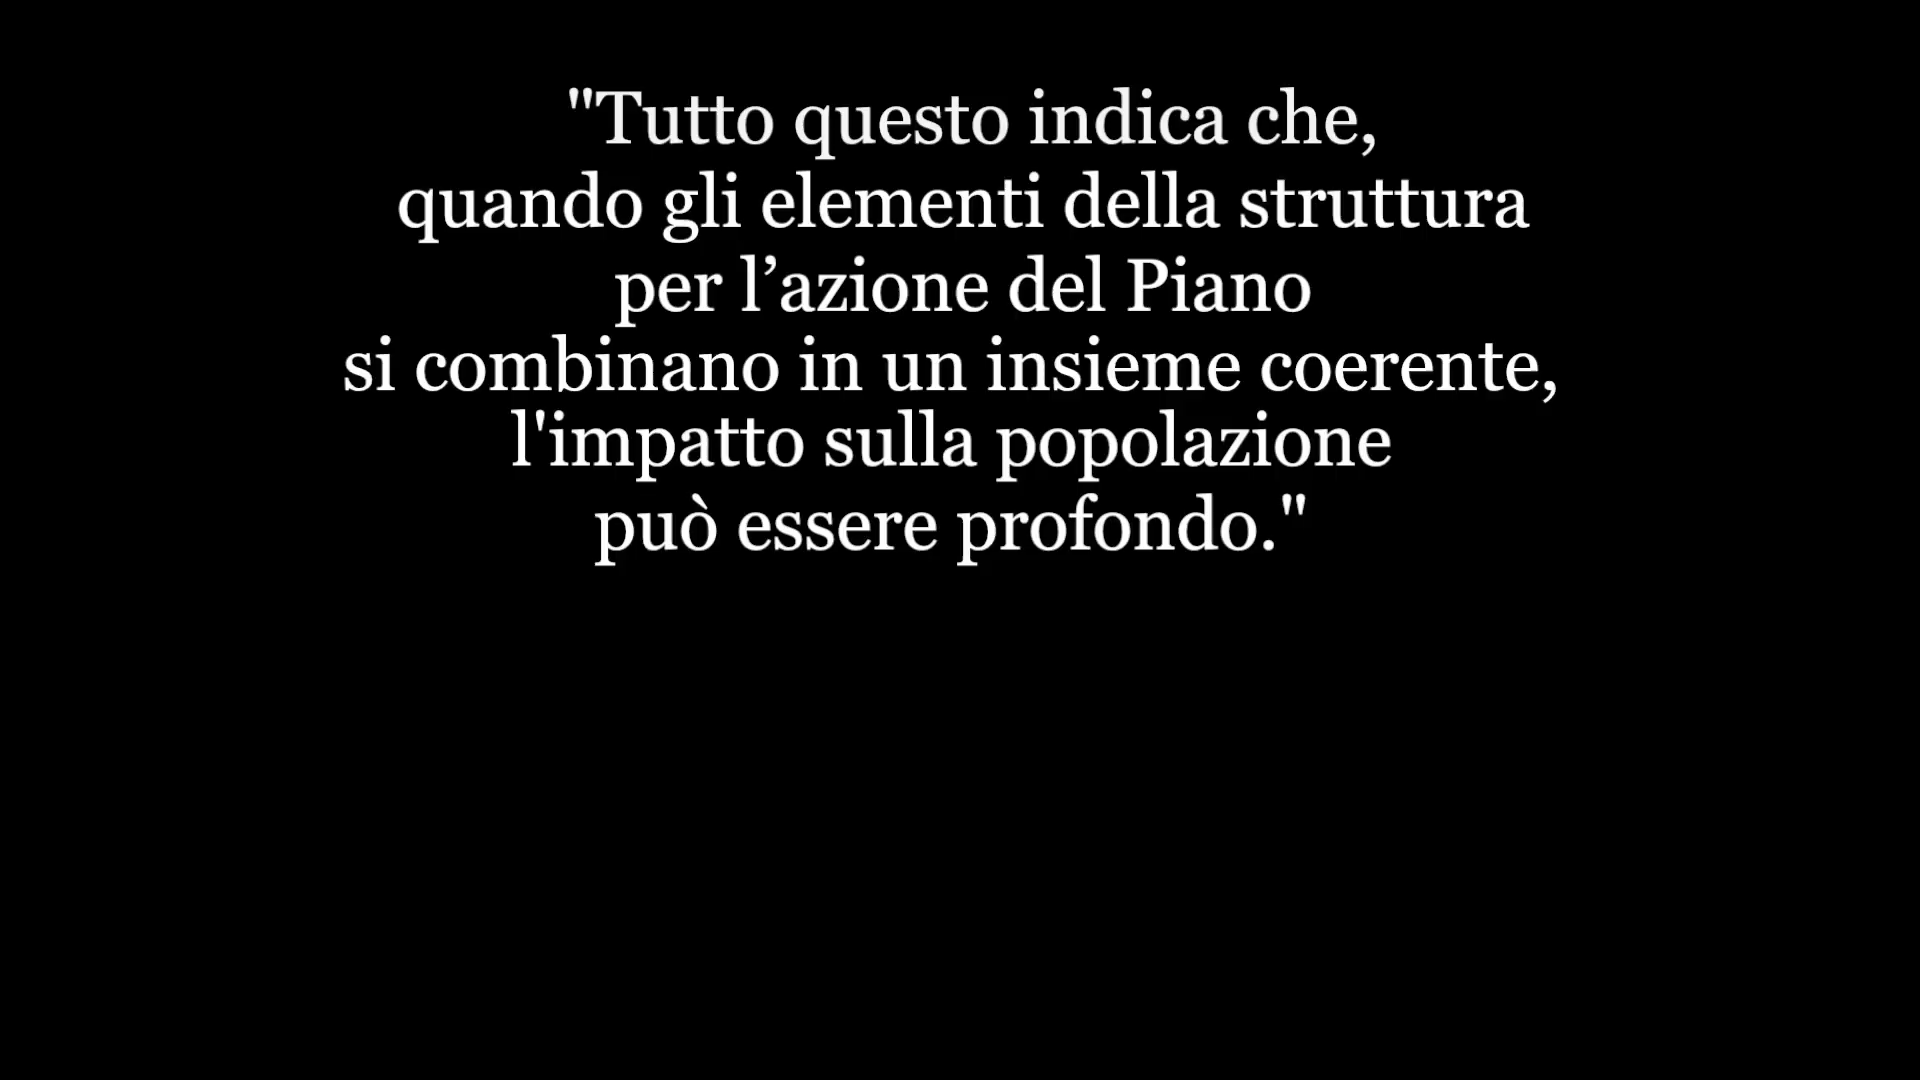 "Tutto questo indica che,
quando gli elementi della struttura
per l’azione del Piano
si combinano in un insieme coerente,
l'impatto sulla popolazione
può essere profondo."